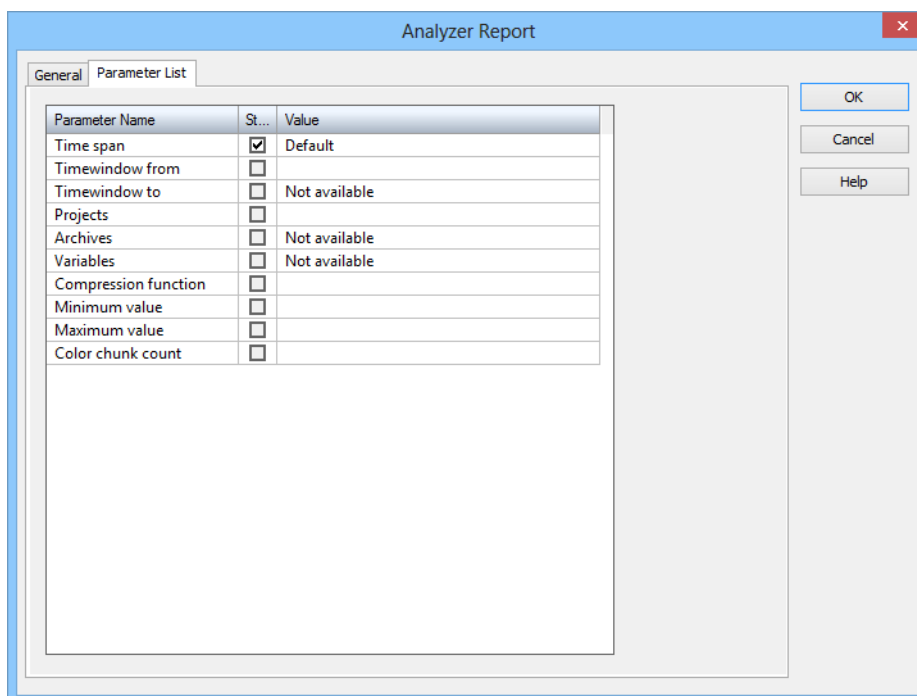 Analyzer Report
General Parameter List
OK
Cancel
Help
Parameter Name St... Value
Time span Default
Timewindow from
Timewindow to Not available
Projects
Archives Not available
Variables Not available
Compression function
Minimum value
Maximum value
Color chunk count